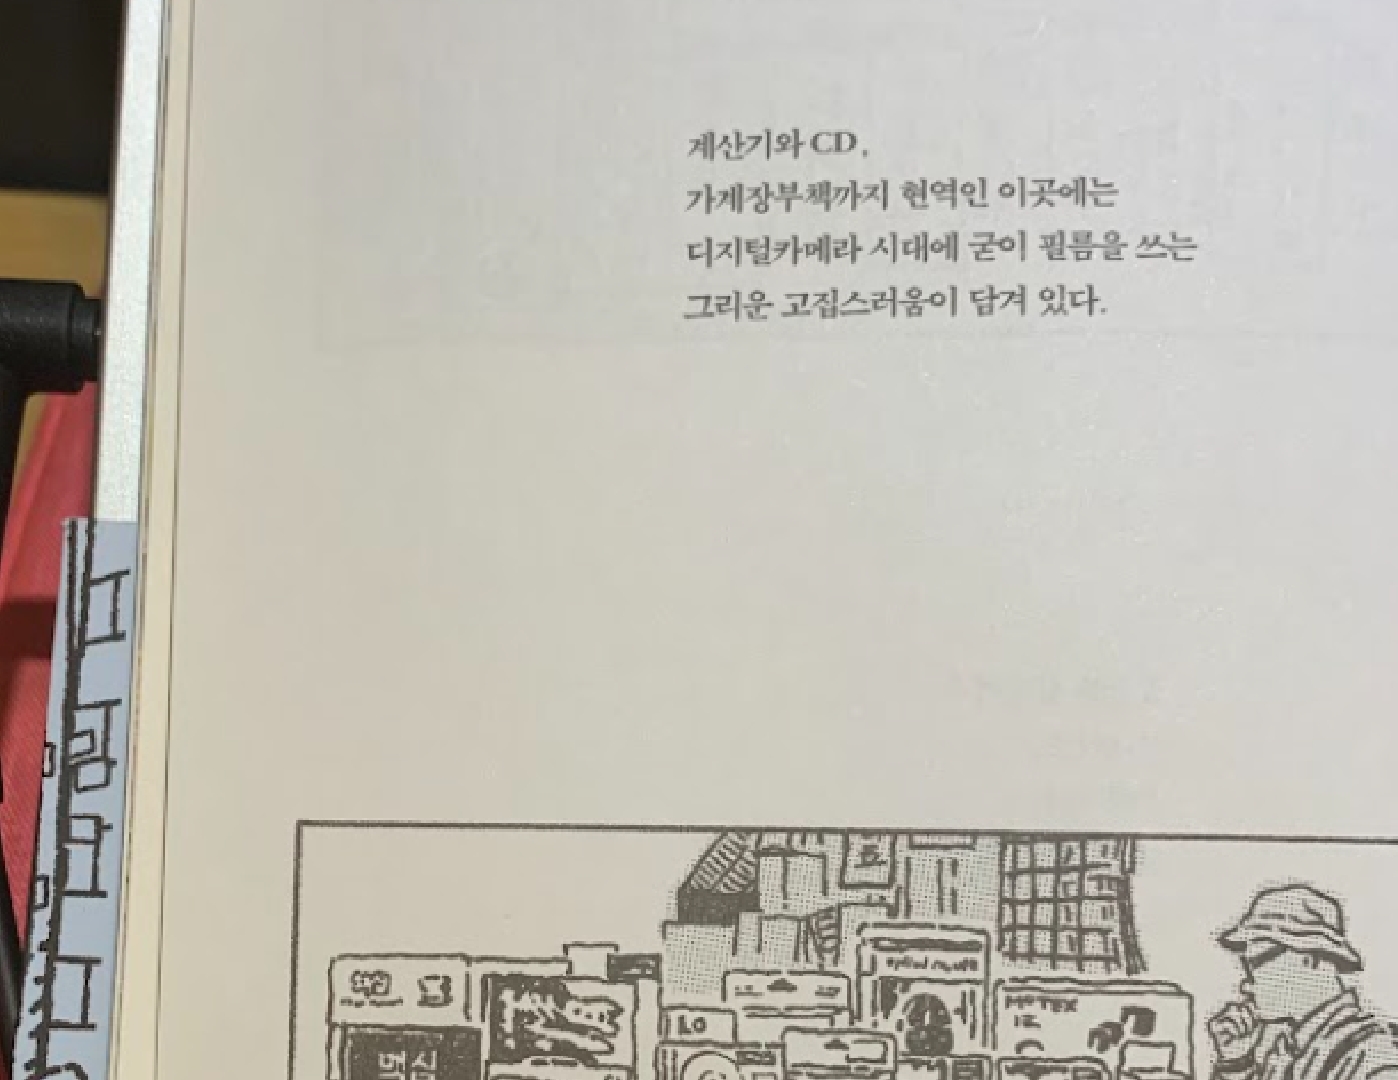 계산기와 CD,
가계장부책까지 현역인 이곳에는
디지털카메라 시대에 굳이 필름을 쓰는
그리운 고집스러움이 담겨 있다.
LO
MOTEX